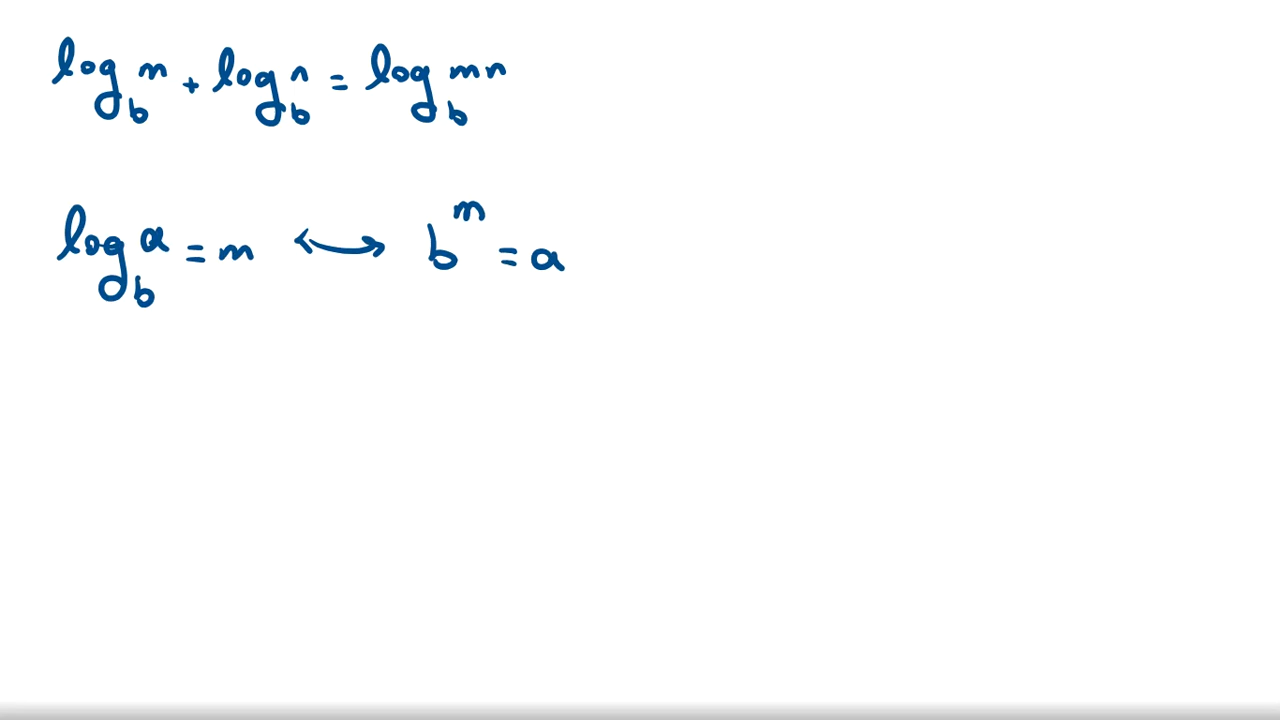 log_b m + log_b n = log_b mn
log_b a = m ⟷ b^m = a